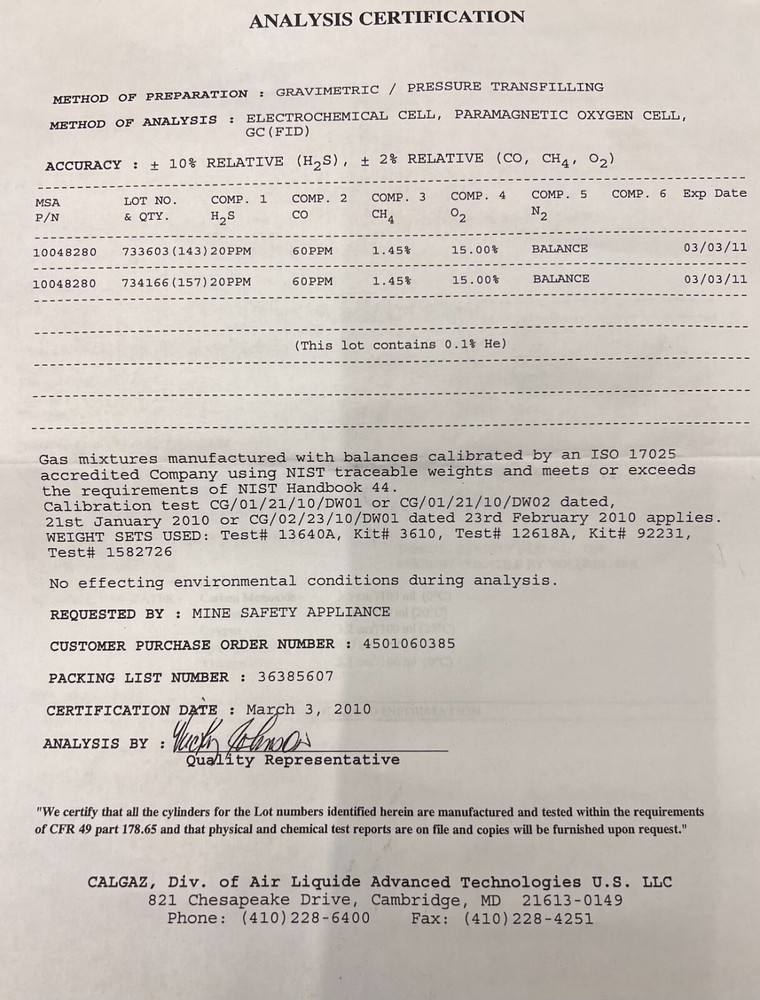 ANALYSIS CERTIFICATION
METHOD OF PREPARATION : GRAVIMETRIC / PRESSURE TRANSFILLING
METHOD OF ANALYSIS : ELECTROCHEMICAL CELL, PARAMAGNETIC OXYGEN CELL,
GC(FID)
ACCURACY : ± 10% RELATIVE (H₂S), ± 2% RELATIVE (CO, CH₄, O₂)
MSA LOT NO. COMP. 1 COMP. 2 COMP. 3 COMP. 4 COMP. 5 COMP. 6 Exp Date
P/N & QTY. H₂S CO CH₄ O₂ N₂
10048280 733603(143)20PPM 60PPM 1.45% 15.00% BALANCE 03/03/11
10048280 734166(157)20PPM 60PPM 1.45% 15.00% BALANCE 03/03/11
(This lot contains 0.1% He)
Gas mixtures manufactured with balances calibrated by an ISO 17025
accredited Company using NIST traceable weights and meets or exceeds
the requirements of NIST Handbook 44.
Calibration test CG/01/21/10/DW01 or CG/01/21/10/DW02 dated,
21st January 2010 or CG/02/23/10/DW01 dated 23rd February 2010 applies.
WEIGHT SETS USED: Test# 13640A, Kit# 3610, Test# 12618A, Kit# 92231,
Test# 1582726
No effecting environmental conditions during analysis.
REQUESTED BY : MINE SAFETY APPLIANCE
CUSTOMER PURCHASE ORDER NUMBER : 4501060385
PACKING LIST NUMBER : 36385607
CERTIFICATION DATE : March 3, 2010
ANALYSIS BY :
Quality Representative
"We certify that all the cylinders for the Lot numbers identified herein are manufactured and tested within the requirements
of CFR 49 part 178.65 and that physical and chemical test reports are on file and copies will be furnished upon request."
CALGAZ, Div. of Air Liquide Advanced Technologies U.S. LLC
821 Chesapeake Drive, Cambridge, MD 21613-0149
Phone: (410)228-6400 Fax: (410)228-4251